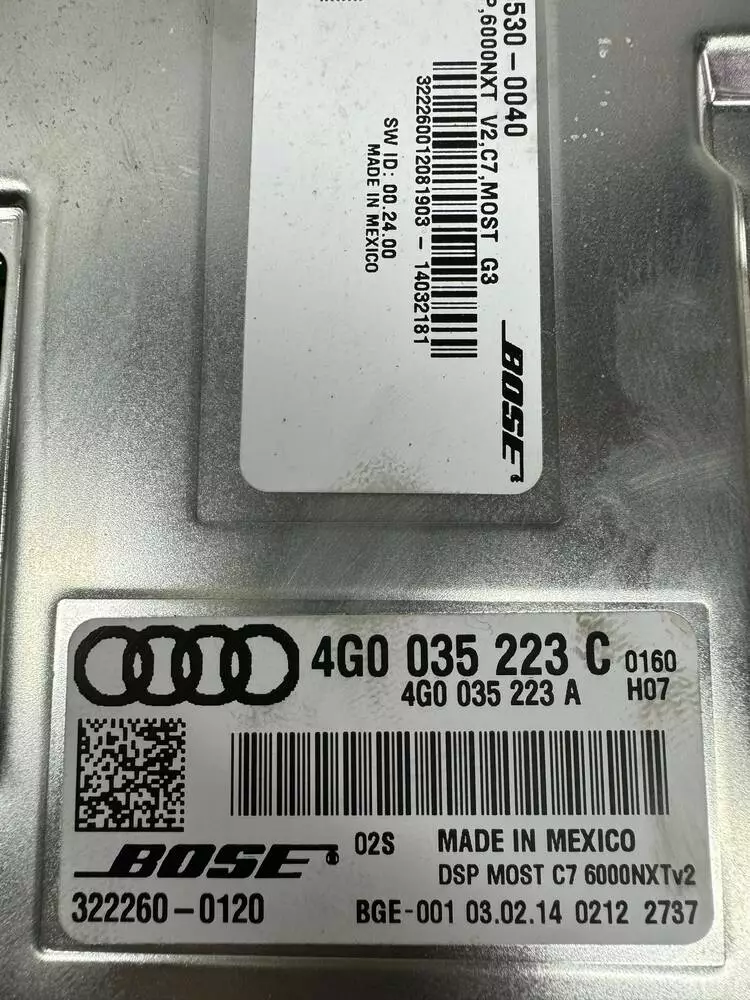 530-0040
P,6000NXT V2,C7,MOST G3
322260012081903 - 14032181
SW ID: 00.24.00
MADE IN MEXICO
BOSE
4G0 035 223 C 0160
4G0 035 223 A H07
02S MADE IN MEXICO
BOSE
DSP MOST C7 6000NXTv2
322260-0120 BGE-001 03.02.14 0212 2737